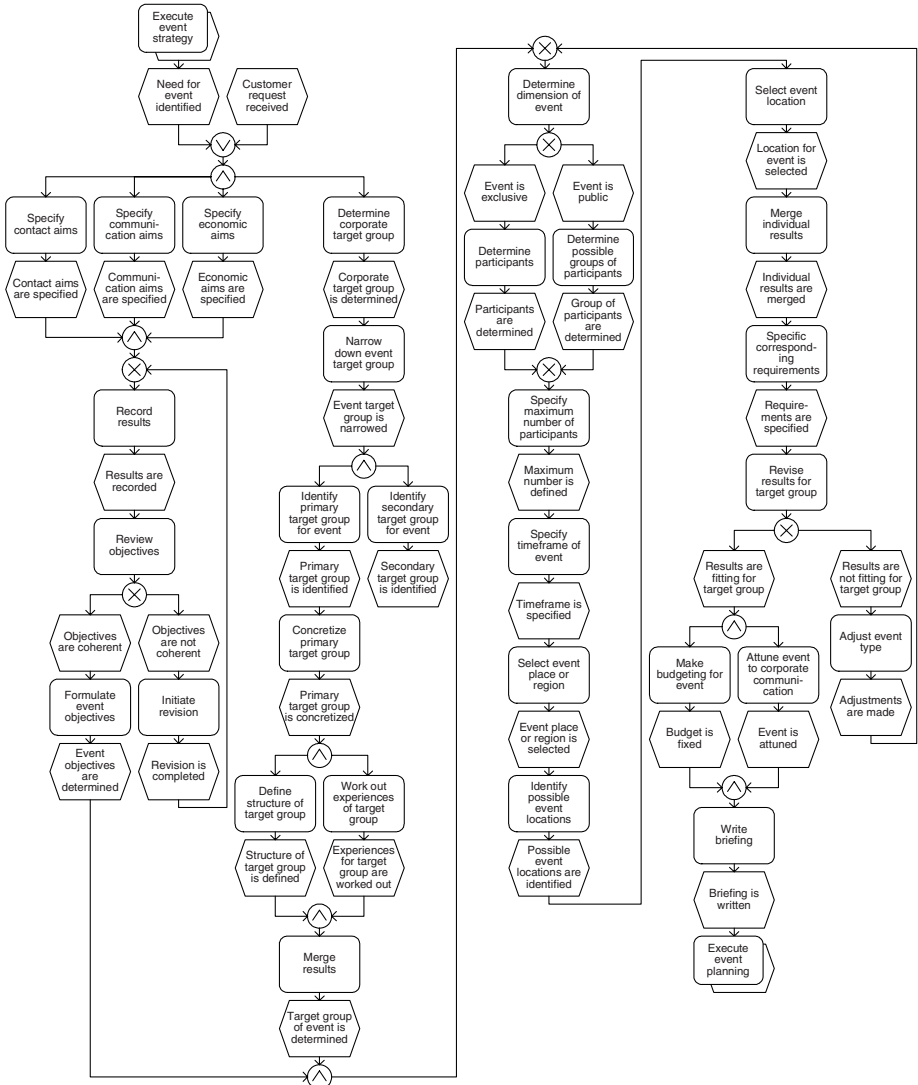 Execute
event
strategy
Need for
event
identified
Customer
request
received
Specify
contact aims
Specify
communi-
cation aims
Specify
economic
aims
Determine
corporate
target group
Contact aims
are specified
Communi-
cation aims
are specified
Economic
aims are
specified
Corporate
target group
is determined
Narrow
down event
target group
Record
results
Event target
group is
narrowed
Results are
recorded
Identify
primary
target group
for event
Identify
secondary
target group
for event
Review
objectives
Primary
target group
is identified
Secondary
target group
is identified
Objectives
are coherent
Objectives
are not
coherent
Concretize
primary
target group
Formulate
event
objectives
Initiate
revision
Primary
target group
is concretized
Event
objectives
are
determined
Revision is
completed
Define
structure of
target group
Work out
experiences
of target
group
Structure of
target group
is defined
Experiences
for target
group are
worked out
Merge
results
Target group
of event is
determined
Determine
dimension of
event
Event is
exclusive
Event is
public
Determine
participants
Determine
possible
groups of
participants
Participants
are
determined
Group of
participants
are
determined
Specify
maximum
number of
participants
Maximum
number is
defined
Specify
timeframe of
event
Timeframe is
specified
Select event
place or
region
Event place
or region is
selected
Identify
possible
event
locations
Possible
event
locations are
identified
Select event
location
Location for
event is
selected
Merge
individual
results
Individual
results are
merged
Specific
correspond-
ing
requirements
Require-
ments are
specified
Revise
results for
target group
Results are
fitting for
target group
Results are
not fitting for
target group
Make
budgeting for
event
Attune event
to corporate
communi-
cation
Adjust event
type
Budget is
fixed
Event is
attuned
Adjustments
are made
Write
briefing
Briefing is
written
Execute
event
planning